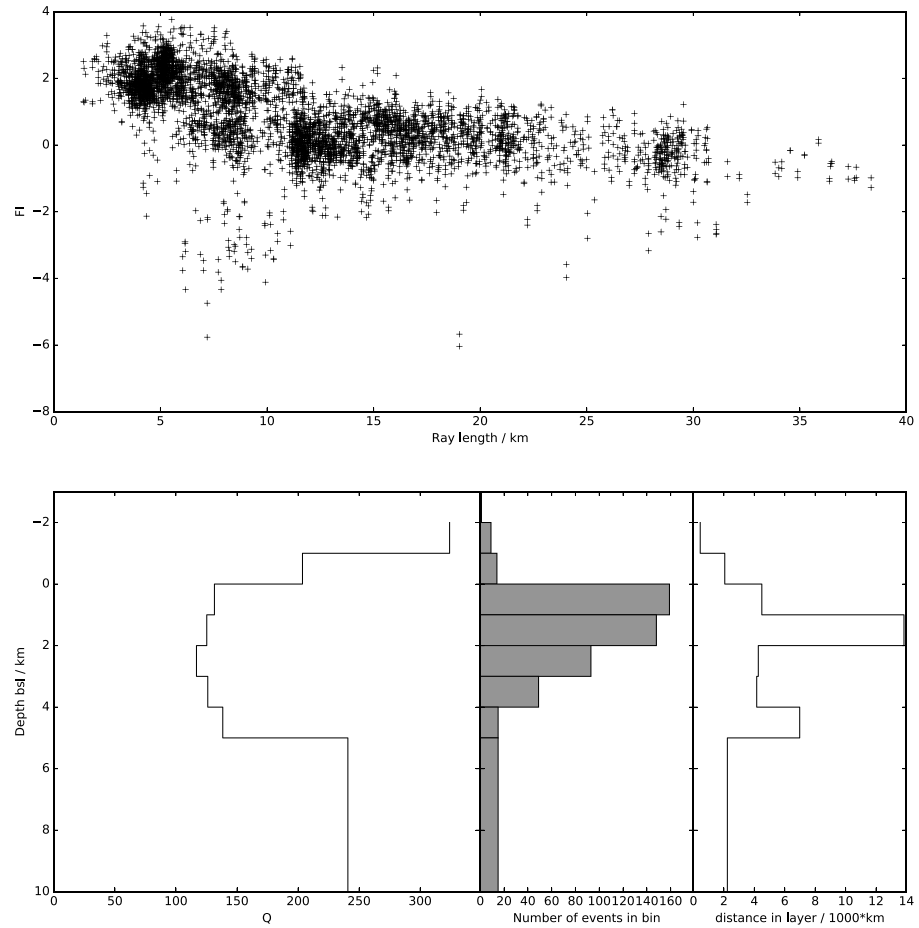 4
2
0
−2
−4
−6
−8
FI
0 5 10 15 20 25 30 35 40
Ray length / km
−2
0
2
4
6
8
10
Depth bsl / km
0 50 100 150 200 250 300
Q
0 20 40 60 80 100120140160
Number of events in bin
0 2 4 6 8 10 12 14
distance in layer / 1000*km